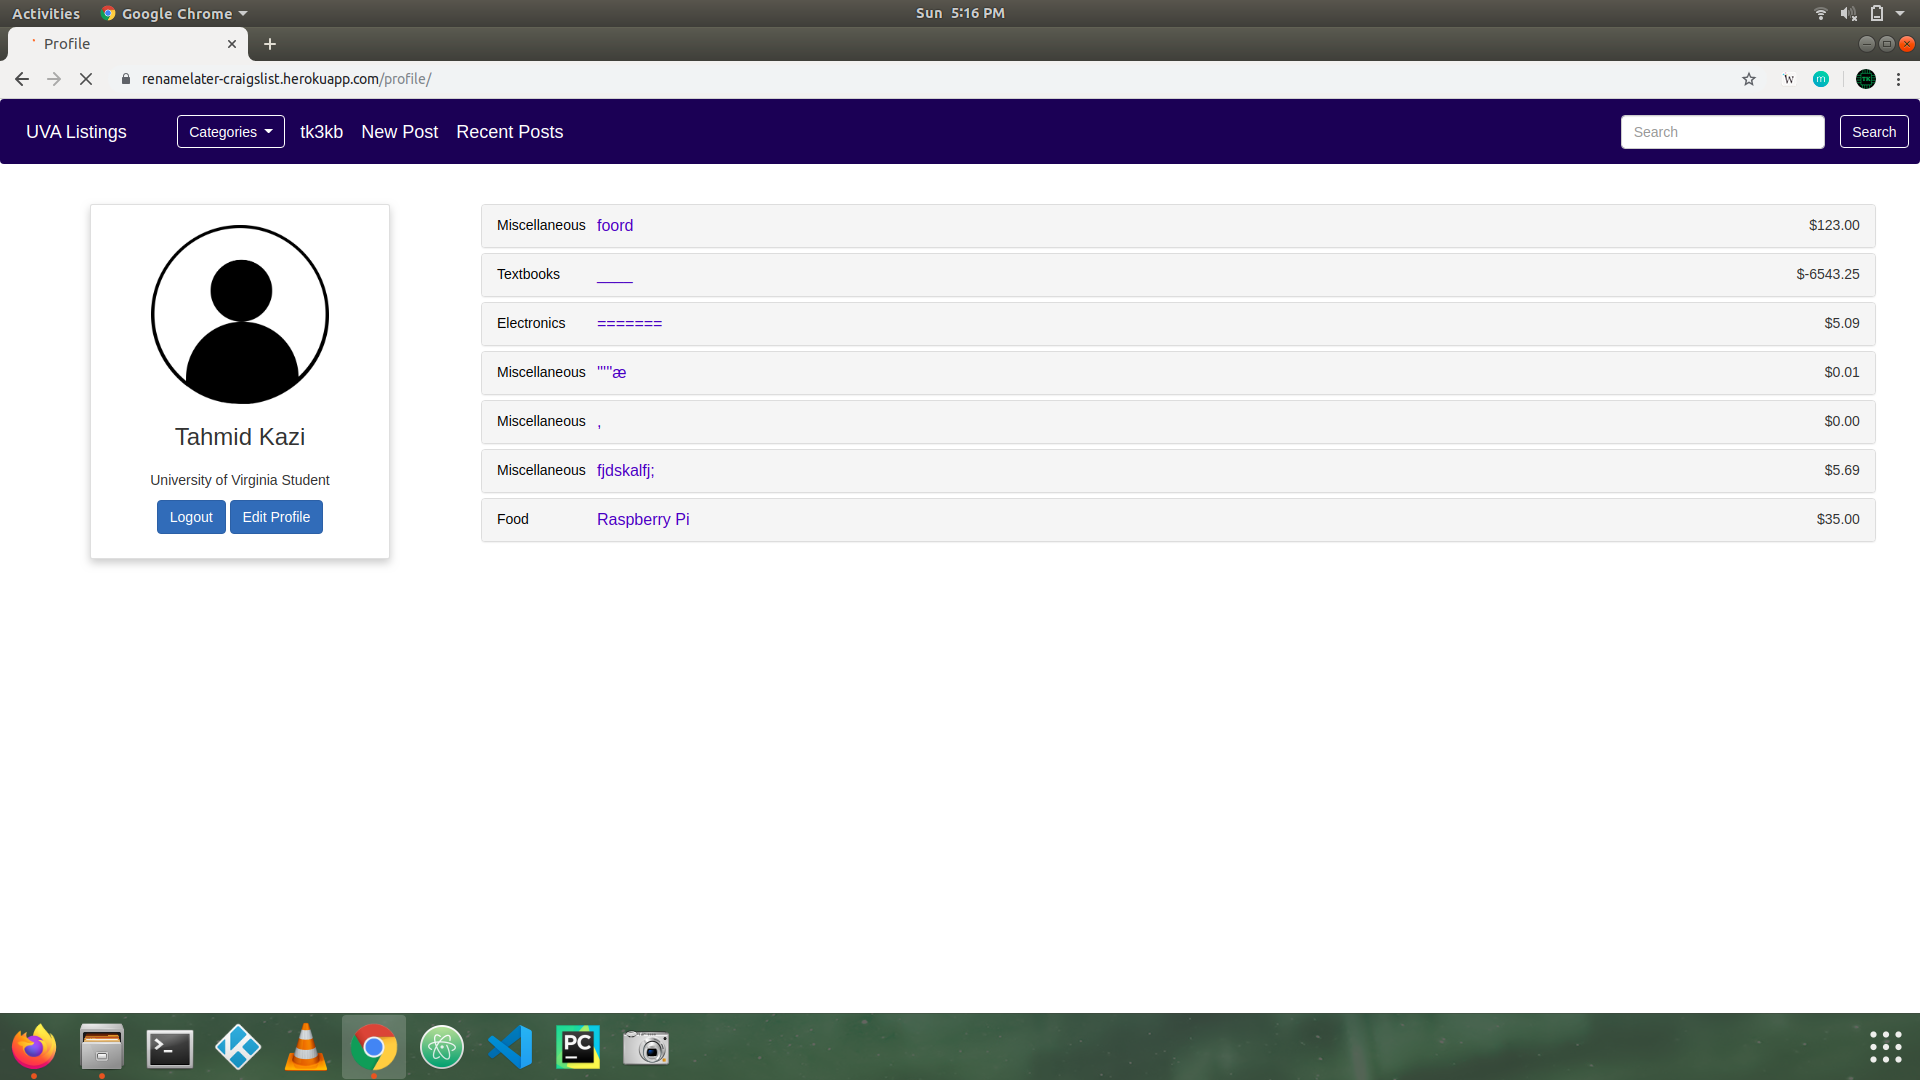 Activities Google Chrome Sun 5:16 PM
Profile
renamelater-craigslist.herokuapp.com/profile/ W m TK
UVA Listings Categories tk3kb New Post Recent Posts Search Search
Tahmid Kazi
University of Virginia Student
Logout Edit Profile
Miscellaneous foord $123.00
Textbooks ____ $-6543.25
Electronics ======= $5.09
Miscellaneous """æ $0.01
Miscellaneous , $0.00
Miscellaneous fjdskalfj; $5.69
Food Raspberry Pi $35.00
PC